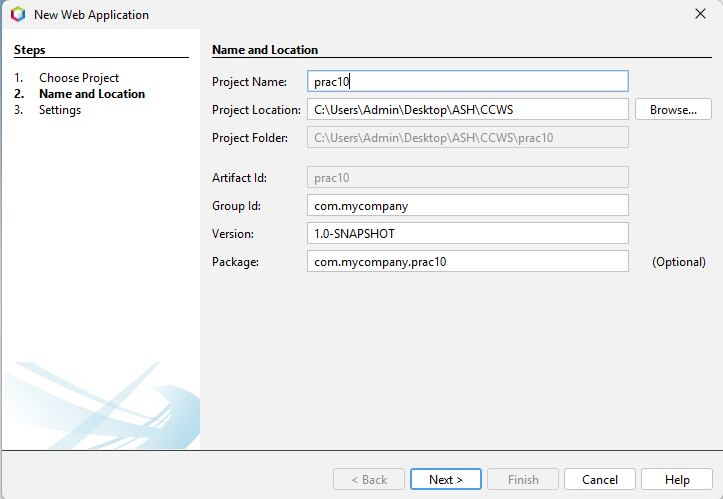 New Web Application
Steps
1. Choose Project
2. Name and Location
3. Settings
Name and Location
Project Name: prac10
Project Location: C:\Users\Admin\Desktop\ASH\CCWS Browse...
Project Folder: C:\Users\Admin\Desktop\ASH\CCWS\prac10
Artifact Id: prac10
Group Id: com.mycompany
Version: 1.0-SNAPSHOT
Package: com.mycompany.prac10 (Optional)
< Back Next > Finish Cancel Help